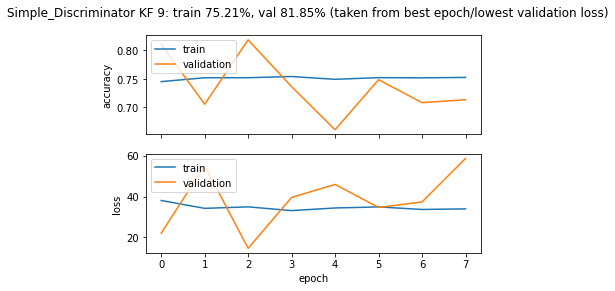 Simple_Discriminator KF 9: train 75.21%, val 81.85% (taken from best epoch/lowest validation loss)
0.80
0.75
0.70
accuracy
train
validation
60
40
20
loss
train
validation
0 1 2 3 4 5 6 7
epoch